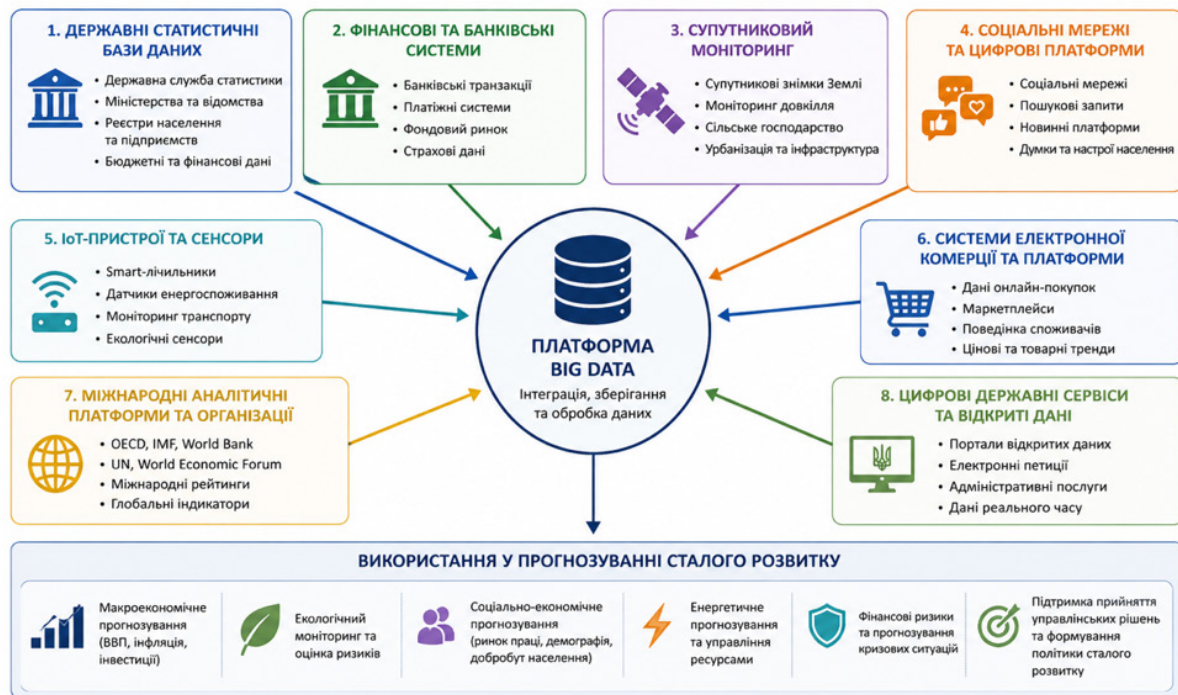 1. ДЕРЖАВНІ СТАТИСТИЧНІ
БАЗИ ДАНИХ
• Державна служба статистики
• Міністерства та відомства
• Реєстри населення
та підприємств
• Бюджетні та фінансові дані
2. ФІНАНСОВІ ТА БАНКІВСЬКІ
СИСТЕМИ
• Банківські транзакції
• Платіжні системи
• Фондовий ринок
• Страхові дані
3. СУПУТНИКОВИЙ
МОНІТОРИНГ
• Супутникові знімки Землі
• Моніторинг довкілля
• Сільське господарство
• Урбанізація та інфраструктура
4. СОЦІАЛЬНІ МЕРЕЖІ
ТА ЦИФРОВІ ПЛАТФОРМИ
• Соціальні мережі
• Пошукові запити
• Новинні платформи
• Думки та настрої населення
5. ІоТ-ПРИСТРОЇ ТА СЕНСОРИ
• Smart-лічильники
• Датчики енергоспоживання
• Моніторинг транспорту
• Екологічні сенсори
ПЛАТФОРМА
BIG DATA
Інтеграція, зберігання
та обробка даних
6. СИСТЕМИ ЕЛЕКТРОННОЇ
КОМЕРЦІЇ ТА ПЛАТФОРМИ
• Дані онлайн-покупок
• Маркетплейси
• Поведінка споживачів
• Цінові та товарні тренди
7. МІЖНАРОДНІ АНАЛІТИЧНІ
ПЛАТФОРМИ ТА ОРГАНІЗАЦІЇ
• OECD, IMF, World Bank
• UN, World Economic Forum
• Міжнародні рейтинги
• Глобальні індикатори
8. ЦИФРОВІ ДЕРЖАВНІ СЕРВІСИ
ТА ВІДКРИТІ ДАНІ
• Портали відкритих даних
• Електронні петиції
• Адміністративні послуги
• Дані реального часу
ВИКОРИСТАННЯ У ПРОГНОЗУВАННІ СТАЛОГО РОЗВИТКУ
Макроекономічне
прогнозування
(ВВП, інфляція,
інвестиції)
Екологічний
моніторинг та
оцінка ризиків
Соціально-економічне
прогнозування
(ринок праці, демографія,
добробут населення)
Енергетичне
прогнозування
та управління
ресурсами
Фінансові ризики
та прогнозування
кризових ситуацій
Підтримка прийняття
управлінських рішень
та формування
політики сталого
розвитку